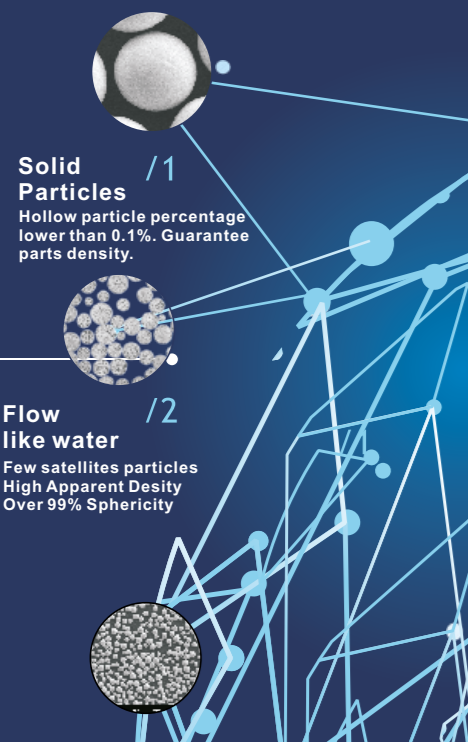 Solid
Particles
/1
Hollow particle percentage
lower than 0.1%. Guarantee
parts density.
Flow
like water
/2
Few satellites particles
High Apparent Desity
Over 99% Sphericity